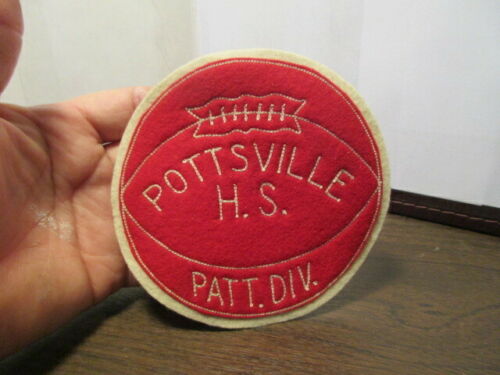 POTTSVILLE
H. S.
PATT. DIV.